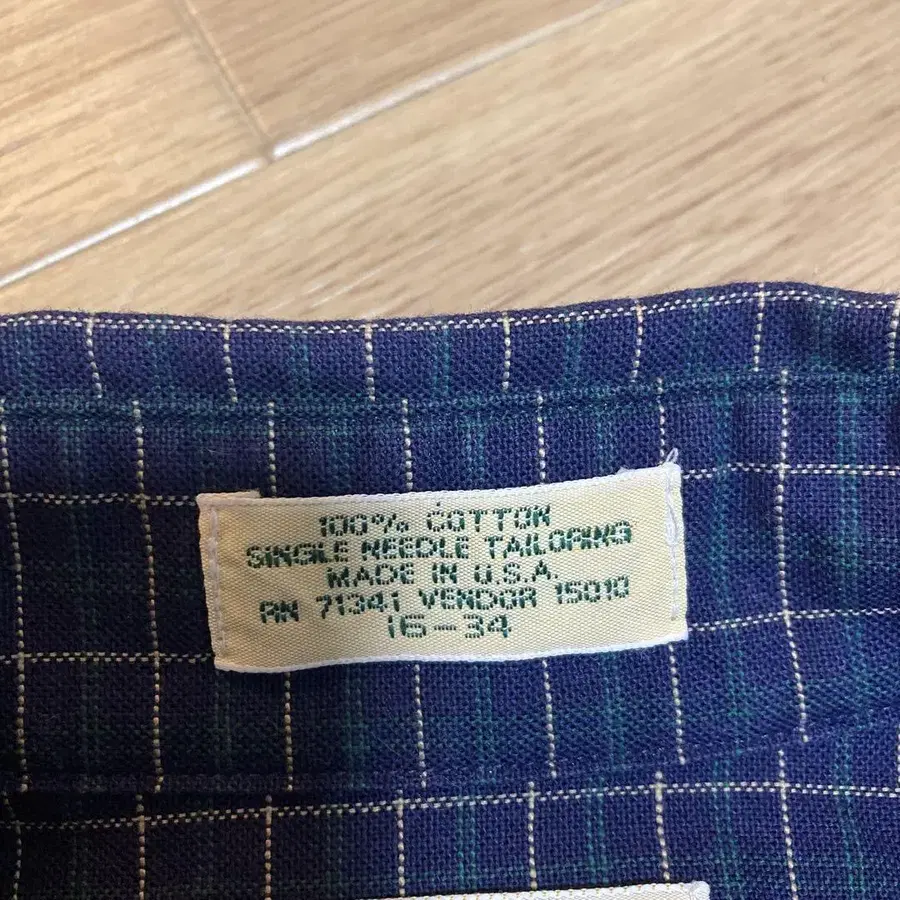 100% COTTON
SINGLE NEEDLE TAILORING
MADE IN U.S.A.
RN 71341 VENDOR 15010
16-34